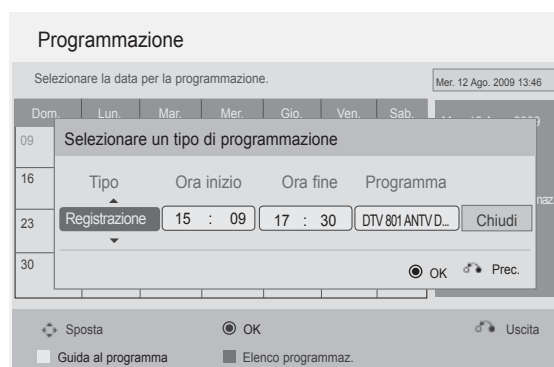 Programmazione
Selezionare la data per la programmazione.
Mer. 12 Ago. 2009 13:46
Dom. Lun. Mar. Mer. Gio. Ven. Sab.
09
Selezionare un tipo di programmazione
16
Tipo Ora inizio Ora fine Programma
23
Registrazione 15 : 09 17 : 30 DTV 801 ANTV D... Chiudi
30
OK Prec.
Sposta OK Uscita
Guida al programma Elenco programmaz.